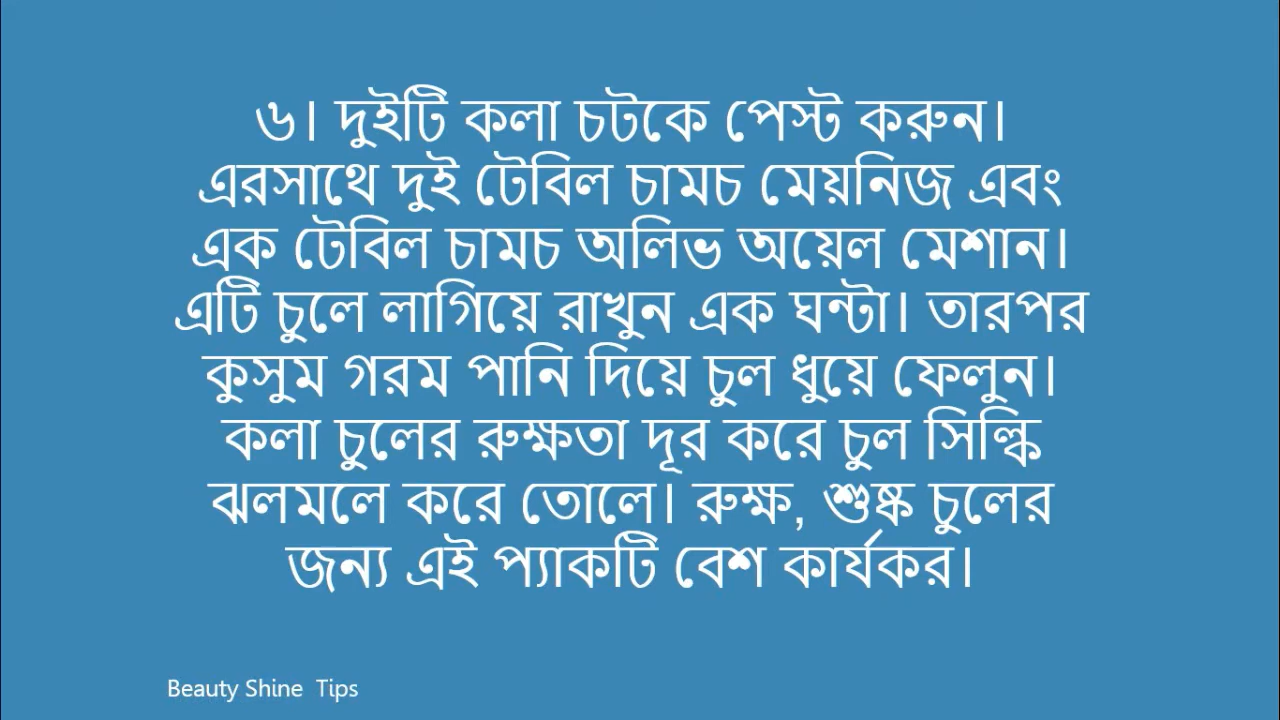 ৬। দুইটি কলা চটকে পেস্ট করুন।
এরসাথে দুই টেবিল চামচ মেয়নিজ এবং
এক টেবিল চামচ অলিভ অয়েল মেশান।
এটি চুলে লাগিয়ে রাখুন এক ঘন্টা। তারপর
কুসুম গরম পানি দিয়ে চুল ধুয়ে ফেলুন।
কলা চুলের রুক্ষতা দূর করে চুল সিল্কি
ঝলমলে করে তোলে। রুক্ষ, শুষ্ক চুলের
জন্য এই প্যাকটি বেশ কার্যকর।
Beauty Shine  Tips